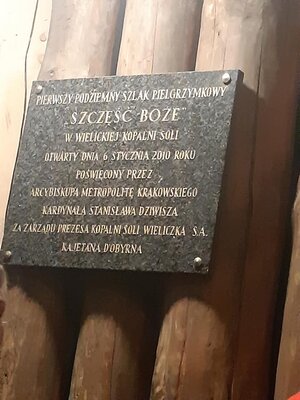 PIERWSZY PODZIEMNY SZLAK PIELGRZYMKOWY
„SZCZĘŚĆ BOŻE"
W WIELICKIEJ KOPALNI SOLI
OTWARTY DNIA 6 STYCZNIA 2010 ROKU
POŚWIĘCONY PRZEZ
ARCYBISKUPA METROPOLITĘ KRAKOWSKIEGO
KARDYNAŁA STANISŁAWA DZIWISZA
ZA ZARZĄDU PREZESA KOPALNI SOLI WIELICZKA S.A.
KAJETANA D'OBYRNA